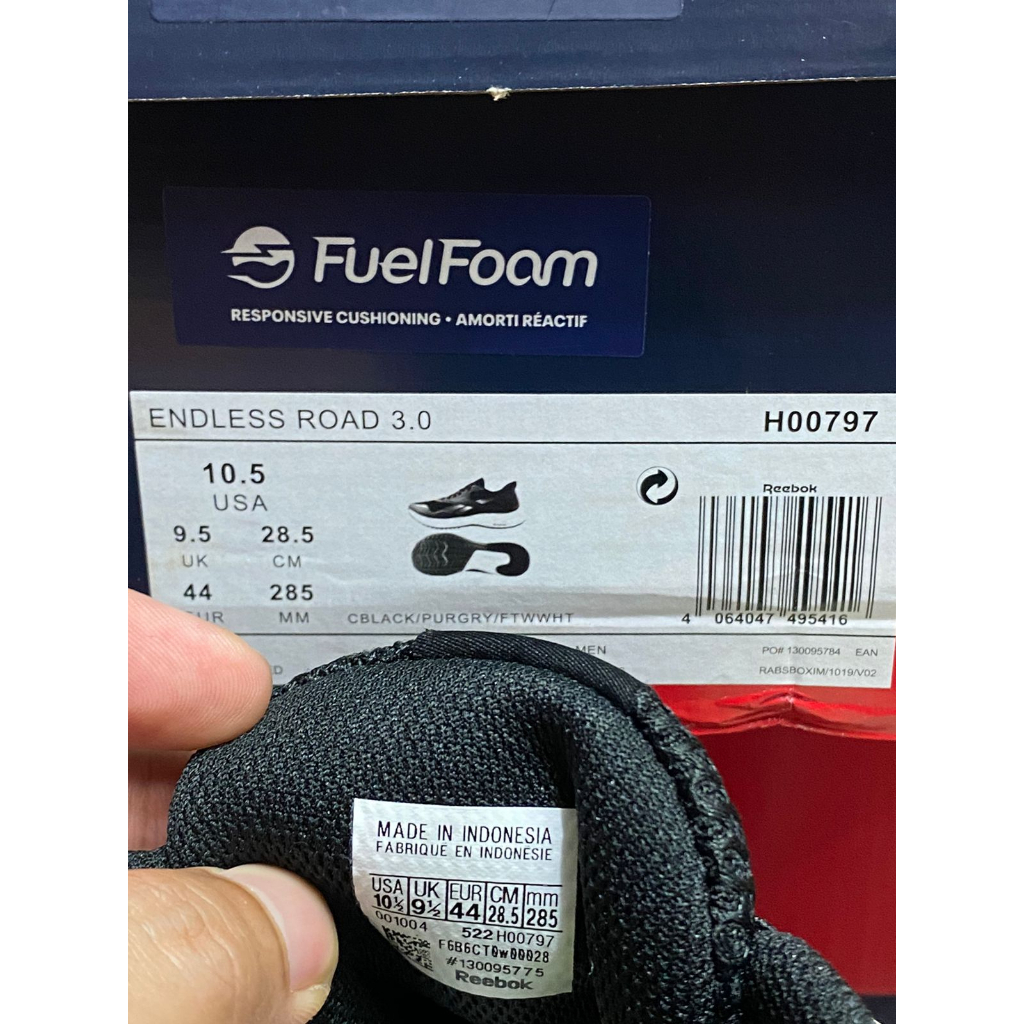 FuelFoam
RESPONSIVE CUSHIONING • AMORTI RÉACTIF
ENDLESS ROAD 3.0 H00797
10.5
USA
9.5 28.5
UK CM
44 285
MM
CBLACK/PURGRY/FTWWHT
Reebok
4 064047 495416
MEN
PO# 130095784 EAN
RABSBOXIM/1019/V02
MADE IN INDONESIA
FABRIQUE EN INDONÉSIE
USA UK EUR CM mm
10½ 9½ 44 28.5 285
001004
522 H00797
F6B6CT0w00028
#130095775
Reebok